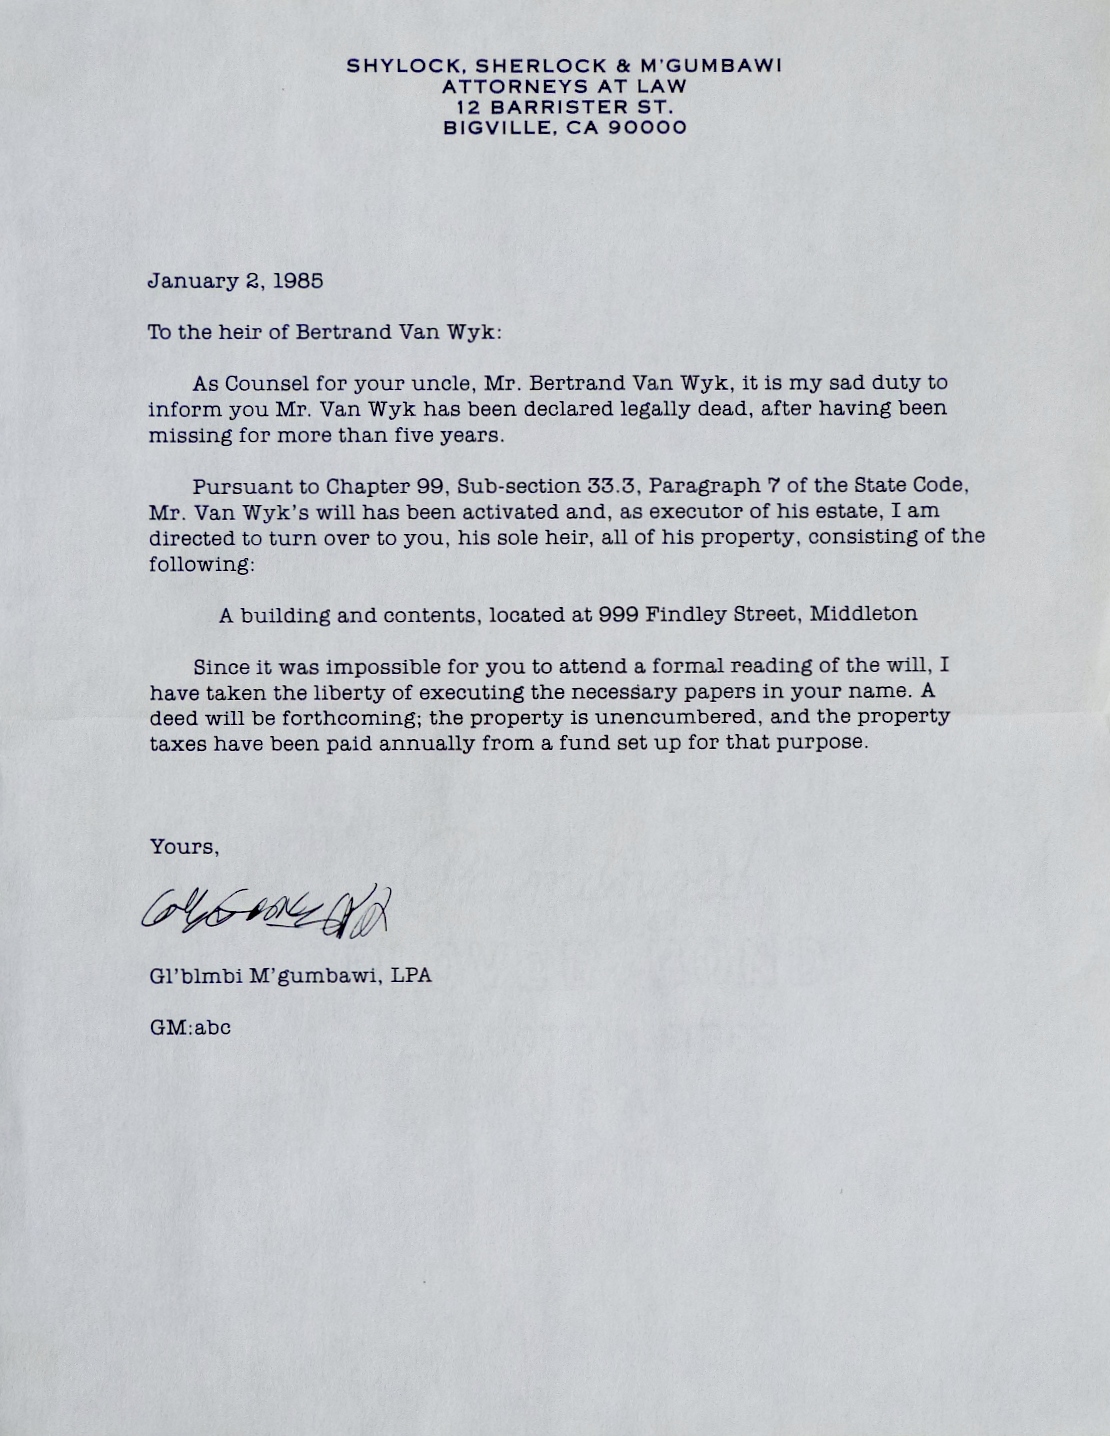 SHYLOCK, SHERLOCK & M'GUMBAWI
ATTORNEYS AT LAW
12 BARRISTER ST.
BIGVILLE, CA 90000
January 2, 1985
To the heir of Bertrand Van Wyk:
As Counsel for your uncle, Mr. Bertrand Van Wyk, it is my sad duty to
inform you Mr. Van Wyk has been declared legally dead, after having been
missing for more than five years.
Pursuant to Chapter 99, Sub-section 33.3, Paragraph 7 of the State Code,
Mr. Van Wyk's will has been activated and, as executor of his estate, I am
directed to turn over to you, his sole heir, all of his property, consisting of the
following:
A building and contents, located at 999 Findley Street, Middleton
Since it was impossible for you to attend a formal reading of the will, I
have taken the liberty of executing the necessary papers in your name. A
deed will be forthcoming; the property is unencumbered, and the property
taxes have been paid annually from a fund set up for that purpose.
Yours,
Gl'blmbi M'gumbawi, LPA
GM:abc